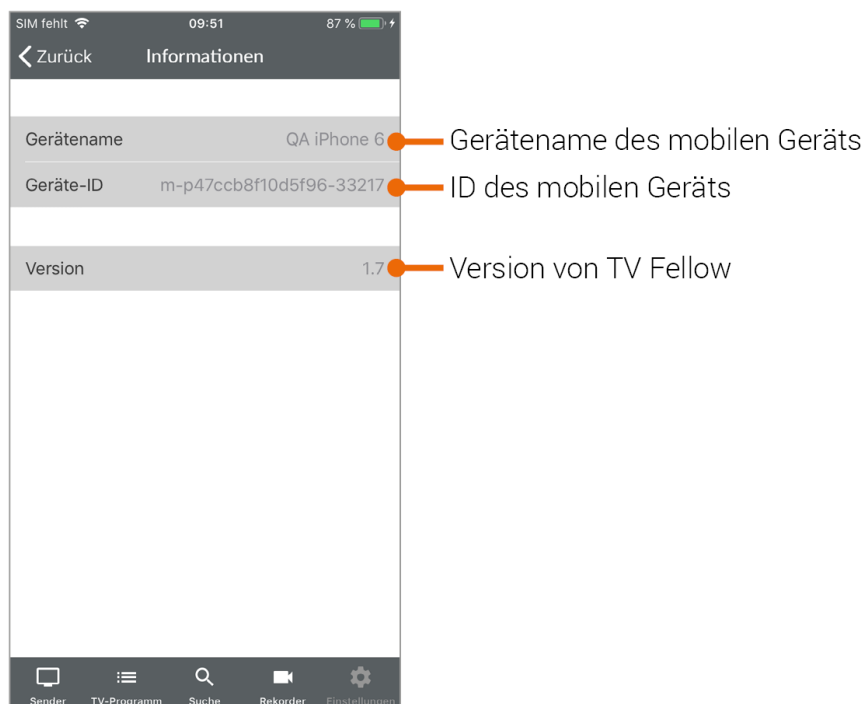 SIM fehlt 09:51 87 %
Zurück Informationen
Gerätename QA iPhone 6 Gerätename des mobilen Geräts
Geräte-ID m-p47ccb8f10d5f96-33217 ID des mobilen Geräts
Version 1.7 Version von TV Fellow
Sender TV-Programm Suche Rekorder Einstellungen